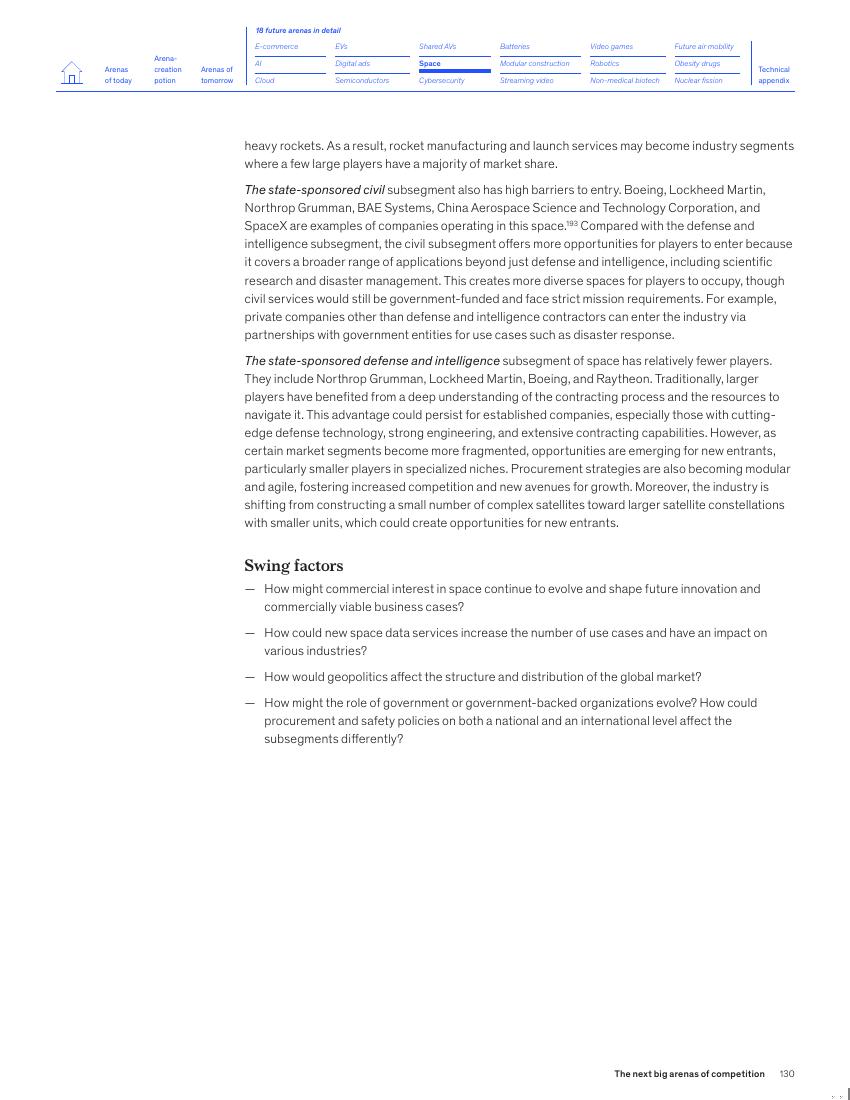 18 future arenas in detail
Arenas of today
Arena-creation potion
Arenas of tomorrow
E-commerce EVs Shared AVs Batteries Video games Future air mobility
AI Digital ads Space Modular construction Robotics Obesity drugs
Cloud Semiconductors Cybersecurity Streaming video Non-medical biotech Nuclear fission
Technical appendix
heavy rockets. As a result, rocket manufacturing and launch services may become industry segments
where a few large players have a majority of market share.
The state-sponsored civil subsegment also has high barriers to entry. Boeing, Lockheed Martin,
Northrop Grumman, BAE Systems, China Aerospace Science and Technology Corporation, and
SpaceX are examples of companies operating in this space.193 Compared with the defense and
intelligence subsegment, the civil subsegment offers more opportunities for players to enter because
it covers a broader range of applications beyond just defense and intelligence, including scientific
research and disaster management. This creates more diverse spaces for players to occupy, though
civil services would still be government-funded and face strict mission requirements. For example,
private companies other than defense and intelligence contractors can enter the industry via
partnerships with government entities for use cases such as disaster response.
The state-sponsored defense and intelligence subsegment of space has relatively fewer players.
They include Northrop Grumman, Lockheed Martin, Boeing, and Raytheon. Traditionally, larger
players have benefited from a deep understanding of the contracting process and the resources to
navigate it. This advantage could persist for established companies, especially those with cutting-
edge defense technology, strong engineering, and extensive contracting capabilities. However, as
certain market segments become more fragmented, opportunities are emerging for new entrants,
particularly smaller players in specialized niches. Procurement strategies are also becoming modular
and agile, fostering increased competition and new avenues for growth. Moreover, the industry is
shifting from constructing a small number of complex satellites toward larger satellite constellations
with smaller units, which could create opportunities for new entrants.
Swing factors
— How might commercial interest in space continue to evolve and shape future innovation and
commercially viable business cases?
— How could new space data services increase the number of use cases and have an impact on
various industries?
— How would geopolitics affect the structure and distribution of the global market?
— How might the role of government or government-backed organizations evolve? How could
procurement and safety policies on both a national and an international level affect the
subsegments differently?
The next big arenas of competition 130